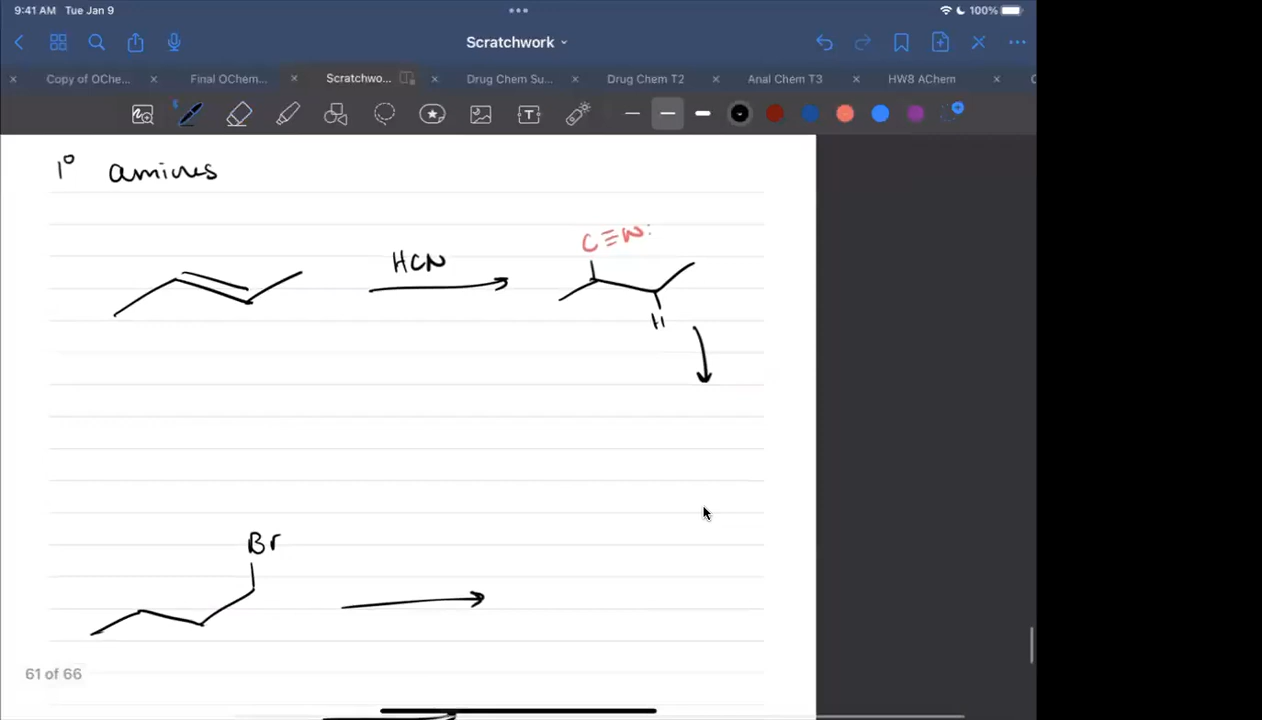 9:41 AM Tue Jan 9
100%
Scratchwork
Copy of OChe...
Final OChem...
Scratchwo...
Drug Chem Su...
Drug Chem T2
Anal Chem T3
HW8 AChem
T
1° amines
C≡N:
HCN
H
Br
61 of 66